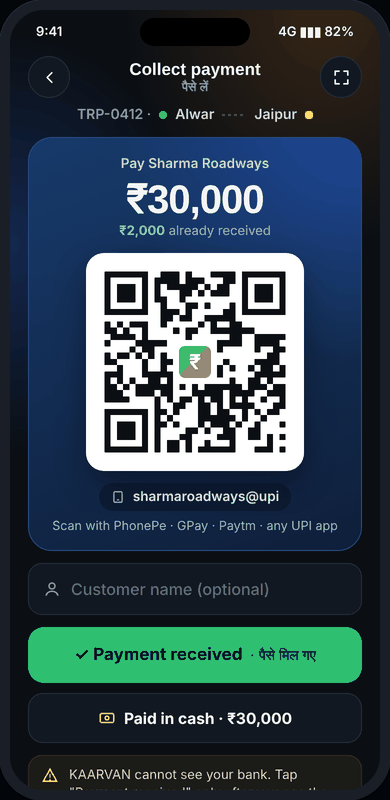 9:41
4G 82%
Collect payment
पैसे लें
TRP-0412 · Alwar ---- Jaipur
Pay Sharma Roadways
₹30,000
₹2,000 already received
₹
sharmaroadways@upi
Scan with PhonePe · GPay · Paytm · any UPI app
Customer name (optional)
✓ Payment received · पैसे मिल गए
Paid in cash · ₹30,000
KAARVAN cannot see your bank. Tap